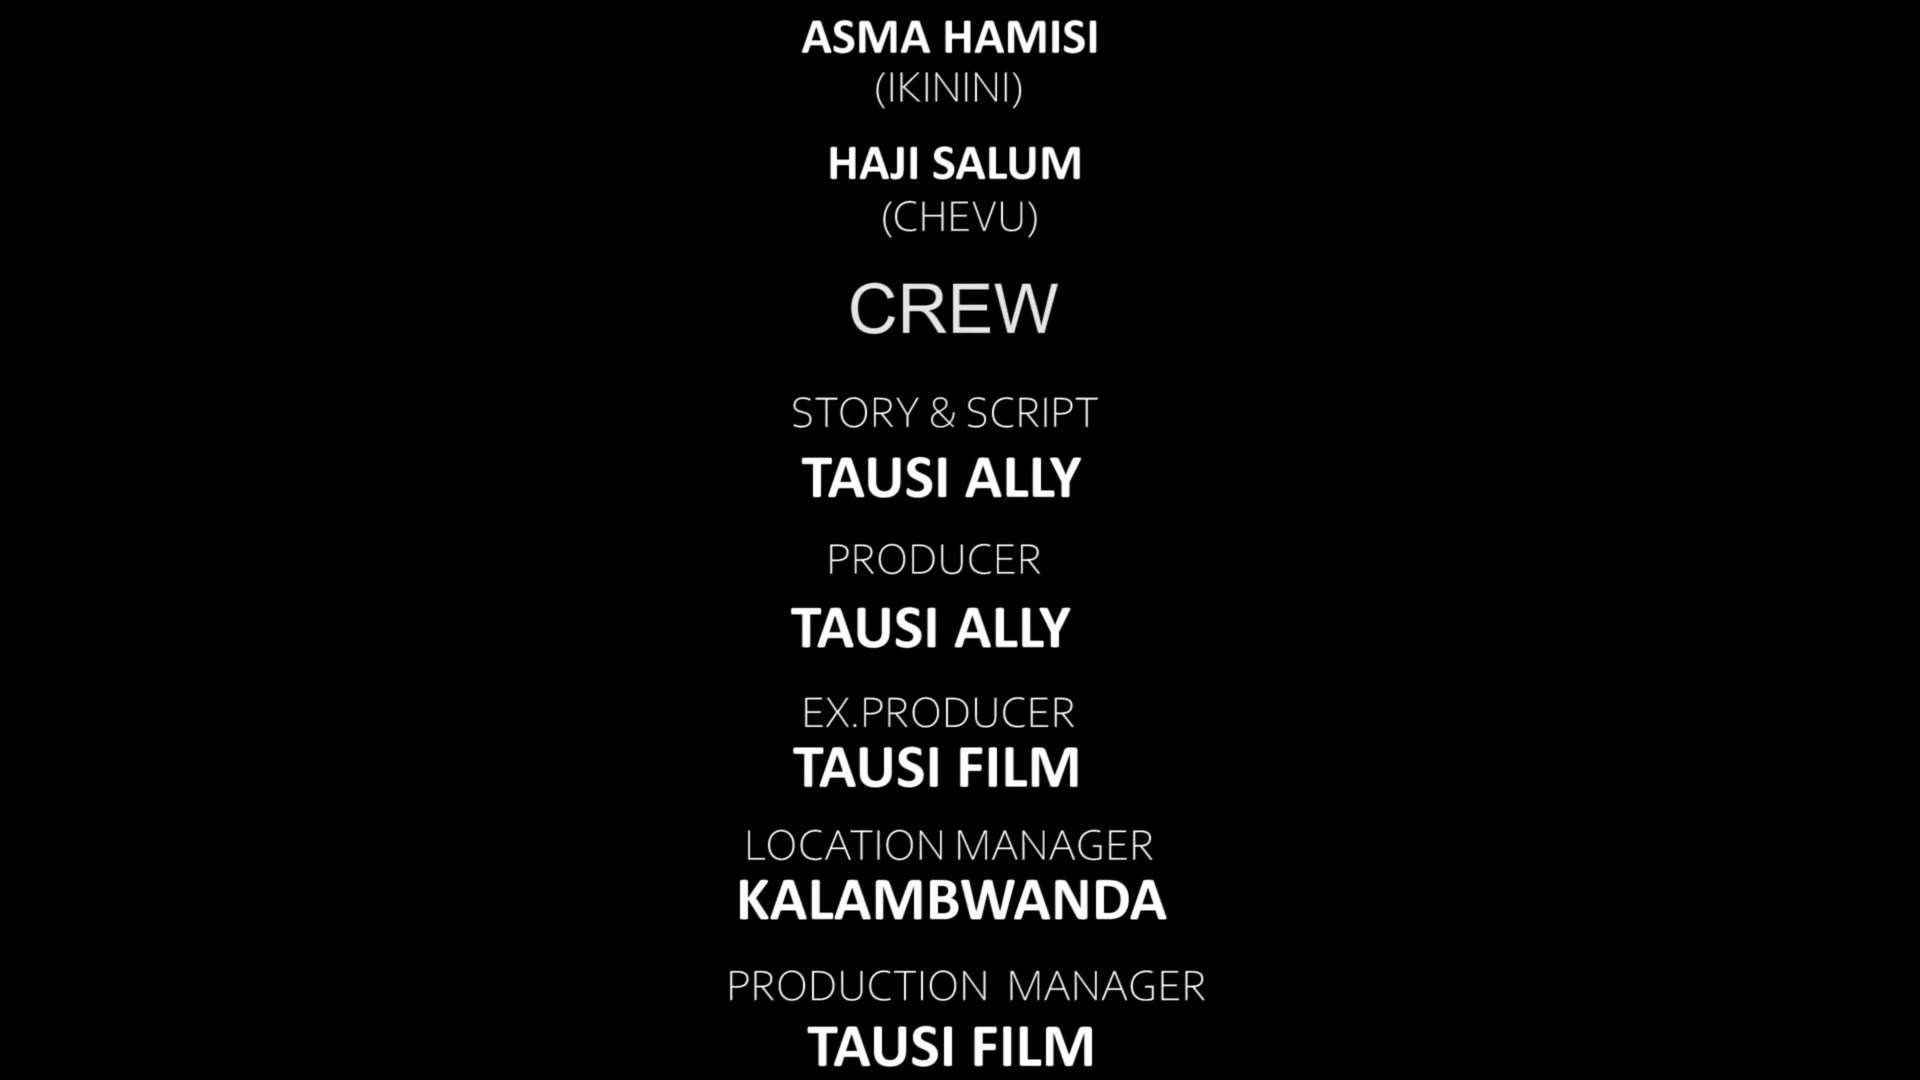 ASMA HAMISI
(IKININI)
HAJI SALUM
(CHEVU)
CREW
STORY & SCRIPT
TAUSI ALLY
PRODUCER
TAUSI ALLY
EX.PRODUCER
TAUSI FILM
LOCATION MANAGER
KALAMBWANDA
PRODUCTION MANAGER
TAUSI FILM